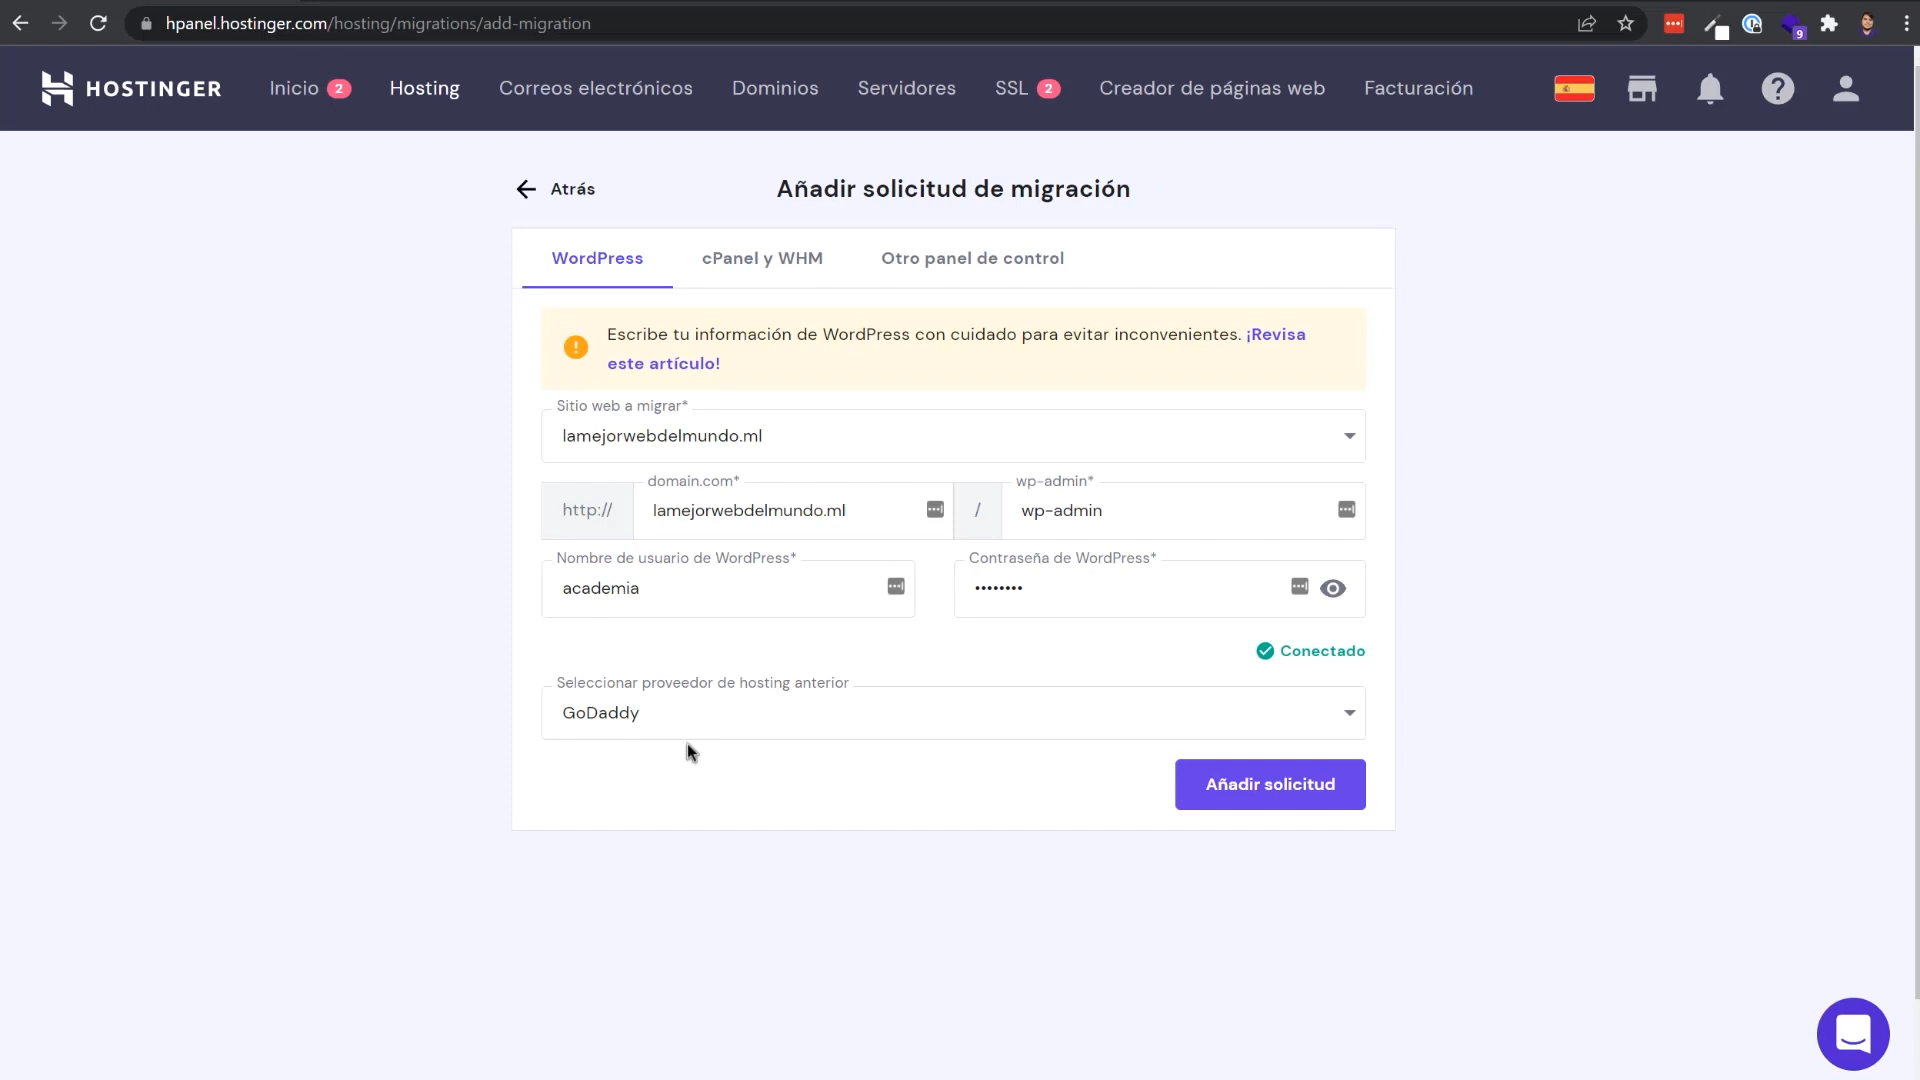 hpanel.hostinger.com/hosting/migrations/add-migration
9
HOSTINGER
Inicio 2
Hosting
Correos electrónicos
Dominios
Servidores
SSL 2
Creador de páginas web
Facturación
Atrás
Añadir solicitud de migración
WordPress
cPanel y WHM
Otro panel de control
Escribe tu información de WordPress con cuidado para evitar inconvenientes. ¡Revisa
este artículo!
Sitio web a migrar*
lamejorwebdelmundo.ml
domain.com*
wp-admin*
http://
lamejorwebdelmundo.ml
/
wp-admin
Nombre de usuario de WordPress*
Contraseña de WordPress*
academia
••••••••
Conectado
Seleccionar proveedor de hosting anterior
GoDaddy
Añadir solicitud